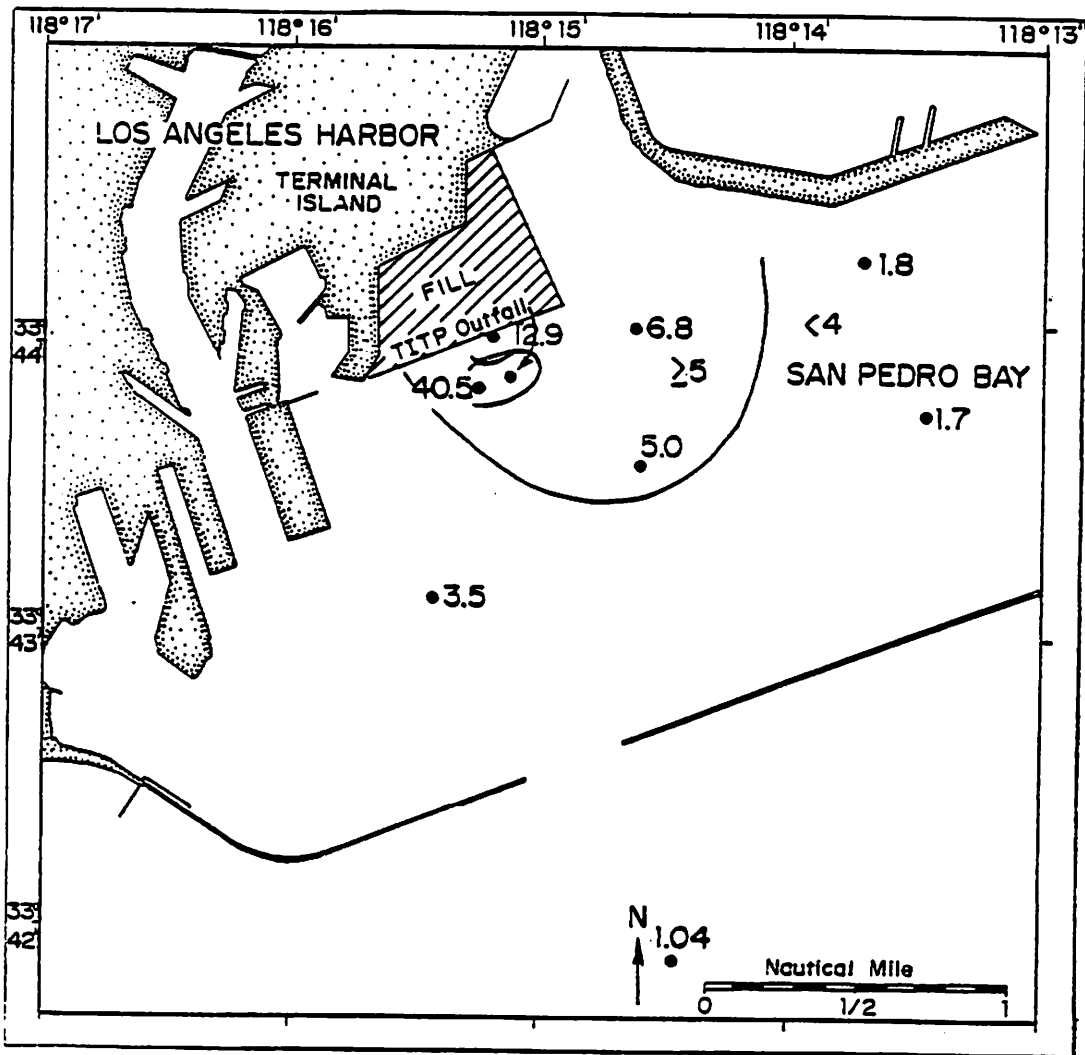 118°17' 118°16' 118°15' 118°14' 118°13'
LOS ANGELES HARBOR
TERMINAL
ISLAND
FILL
TITP Outfall
1.8
33°
44'
12.9
6.8
<4
≥5
SAN PEDRO BAY
40.5
1.7
5.0
3.5
33°
43'
33°
42'
N
1.04
Nautical Mile
0 1/2 1